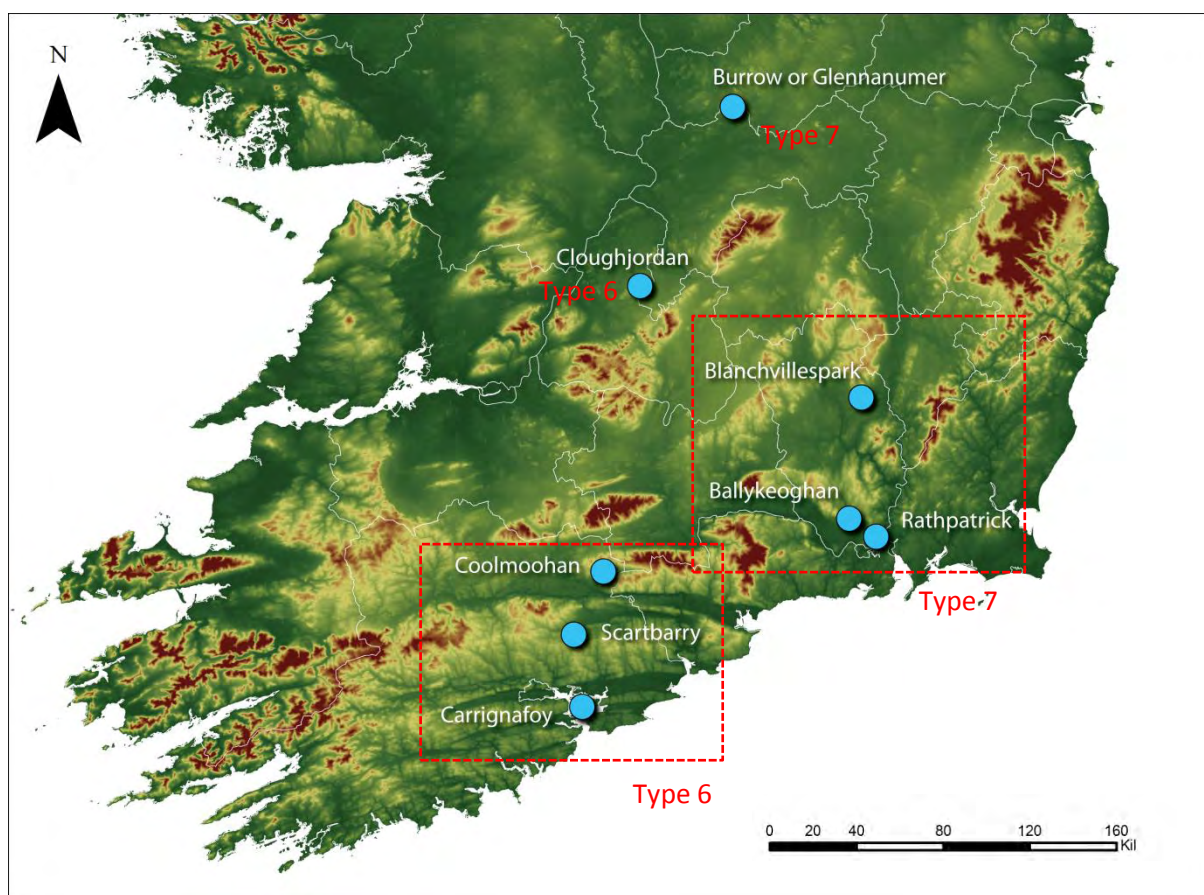 N
Burrow or Glennanumer
Type 7
Cloughjordan
Type 6
Blanchvillespark
Ballykeoghan
Rathpatrick
Coolmoohan
Type 7
Scartbarry
Carrignafoy
Type 6
0 20 40 80 120 160
Kil